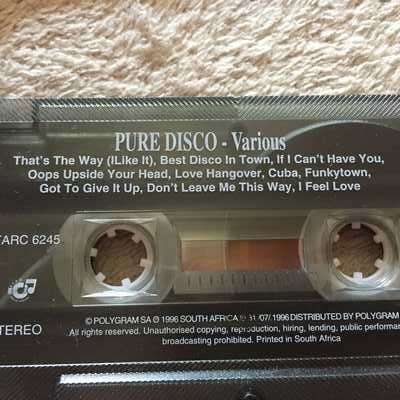 PURE DISCO - Various
That's The Way (ILike It), Best Disco In Town, If I Can't Have You,
Oops Upside Your Head, Love Hangover, Cuba, Funkytown,
Got To Give It Up, Don't Leave Me This Way, I Feel Love
TARC 6245
STEREO
© POLYGRAM SA ℗ 1996 SOUTH AFRICA 31/07/1996 DISTRIBUTED BY POLYGRAM
All rights reserved. Unauthorised copying, reproduction, hiring, lending, public performan
broadcasting prohibited. Printed in South Africa